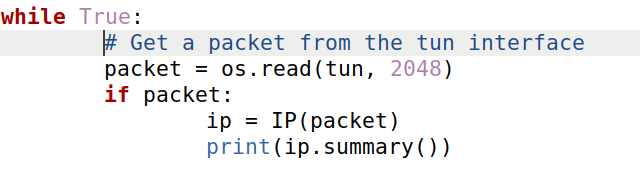 while True:
        # Get a packet from the tun interface
        packet = os.read(tun, 2048)
        if packet:
                ip = IP(packet)
                print(ip.summary())